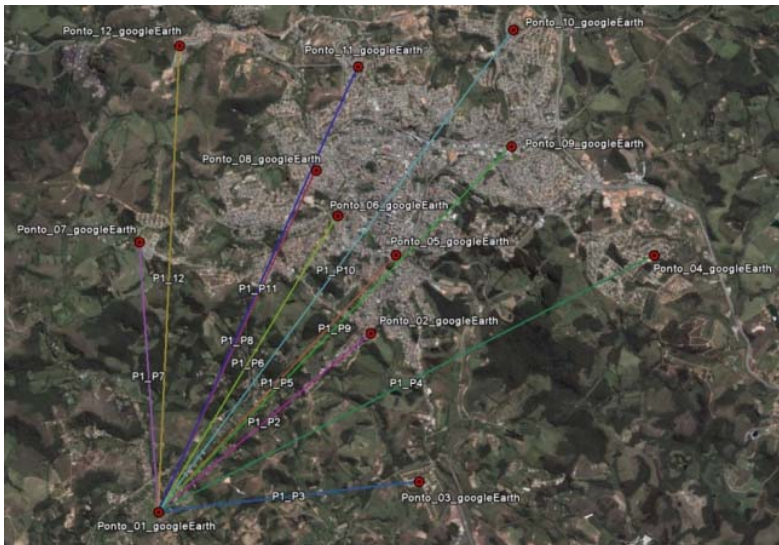 Ponto_10_googleEarth
Ponto_12_googleEarth
Ponto_11_googleEarth
Ponto_09_googleEarth
Ponto_08_googleEarth
Ponto_06_googleEarth
Ponto_07_googleEarth
Ponto_05_googleEarth
Ponto_04_googleEarth
P1_12
P1_P10
P1_P11
Ponto_02_googleEarth
P1_P9
P1_P8
P1_P6
P1_P7
P1_P5
P1_P4
P1_P2
P1_P3
Ponto_03_googleEarth
Ponto_01_googleEarth